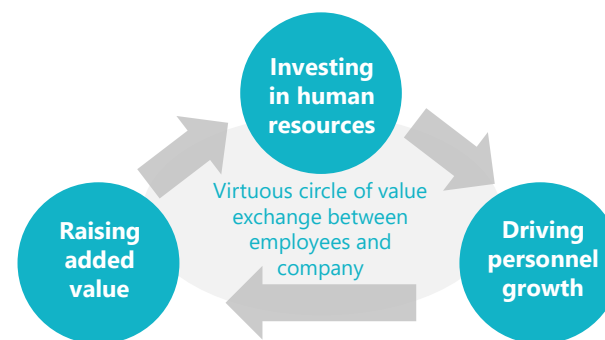 Investing
in human
resources
Virtuous circle of value
exchange between
employees and
company
Raising
added
value
Driving
personnel
growth